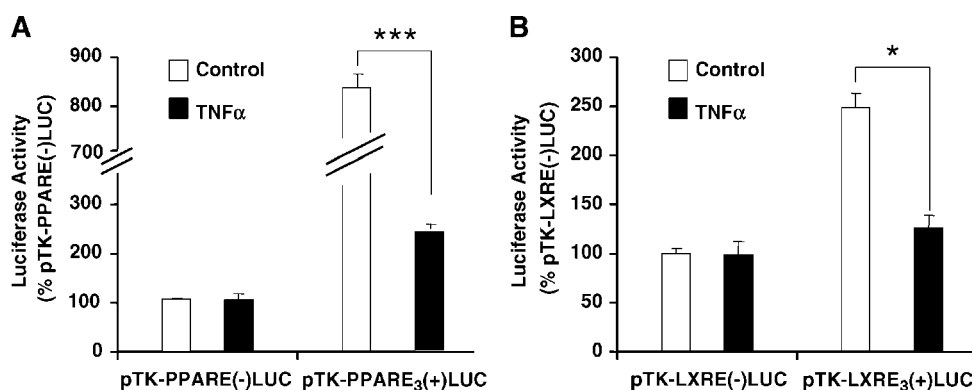 A
Luciferase Activity
(% pTK-PPARE(-)LUC)
900
800
700
200
100
0
Control
TNFα
***
pTK-PPARE(-)LUC
pTK-PPARE₃(+)LUC
B
Luciferase Activity
(% pTK-LXRE(-)LUC)
300
250
200
150
100
50
0
Control
TNFα
*
pTK-LXRE(-)LUC
pTK-LXRE₃(+)LUC